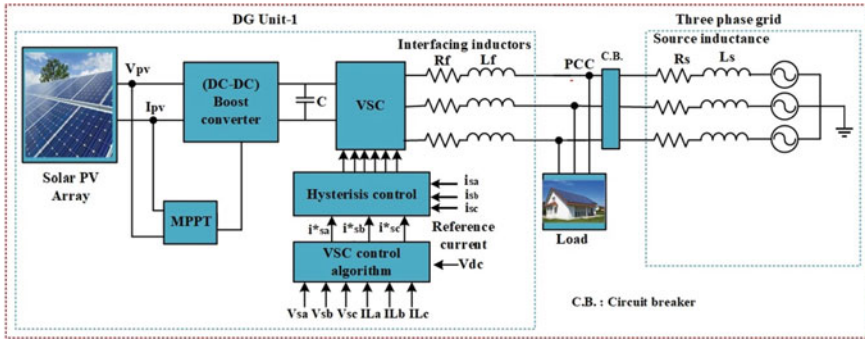 DG Unit-1
Three phase grid
Interfacing inductors
Source inductance
Vpv
Rf
Lf
PCC
C.B.
Rs
Ls
(DC-DC)
Boost
converter
C
VSC
Ipv
Solar PV
Array
MPPT
Hysterisis control
isa
isb
isc
i*sa
i*sb
i*sc
Reference
current
VSC control
algorithm
Vdc
Load
Vsa Vsb Vsc ILa ILb ILc
C.B. : Circuit breaker